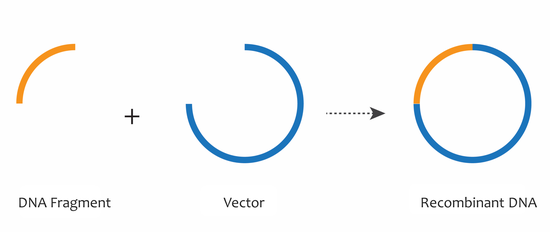 +
DNA Fragment
Vector
Recombinant DNA